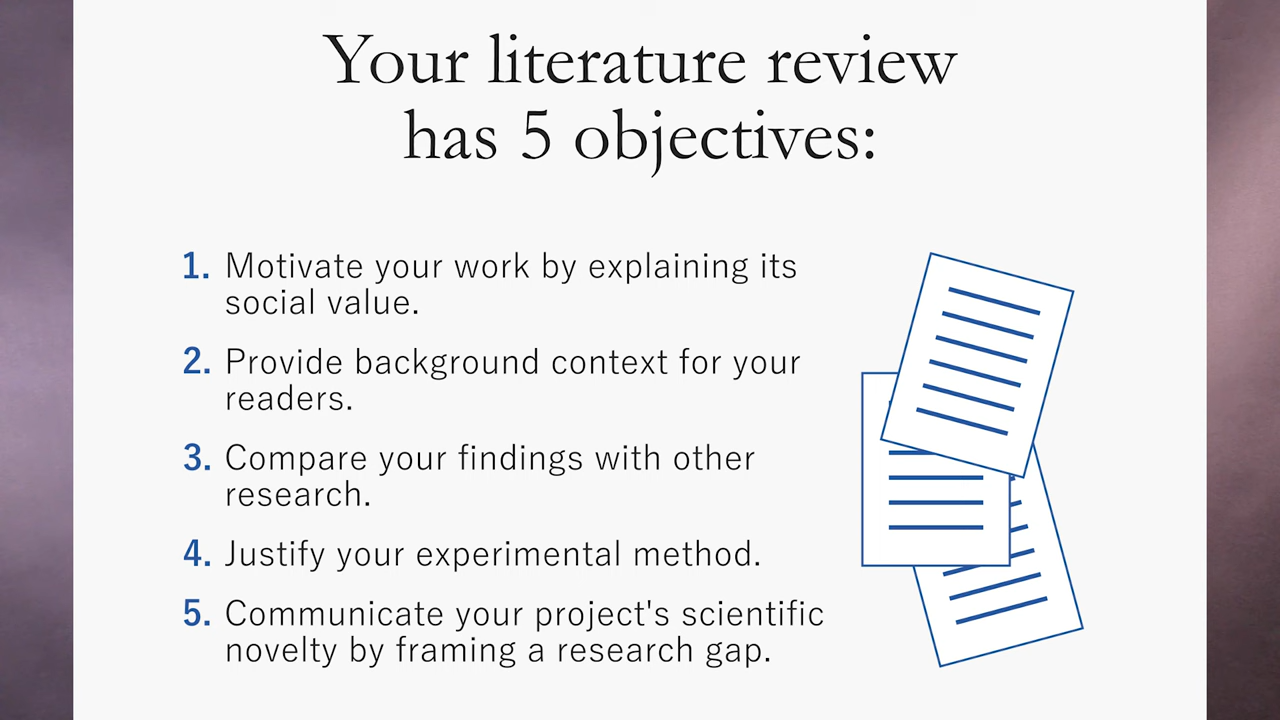 Your literature review
has 5 objectives:
1. Motivate your work by explaining its
social value.
2. Provide background context for your
readers.
3. Compare your findings with other
research.
4. Justify your experimental method.
5. Communicate your project's scientific
novelty by framing a research gap.